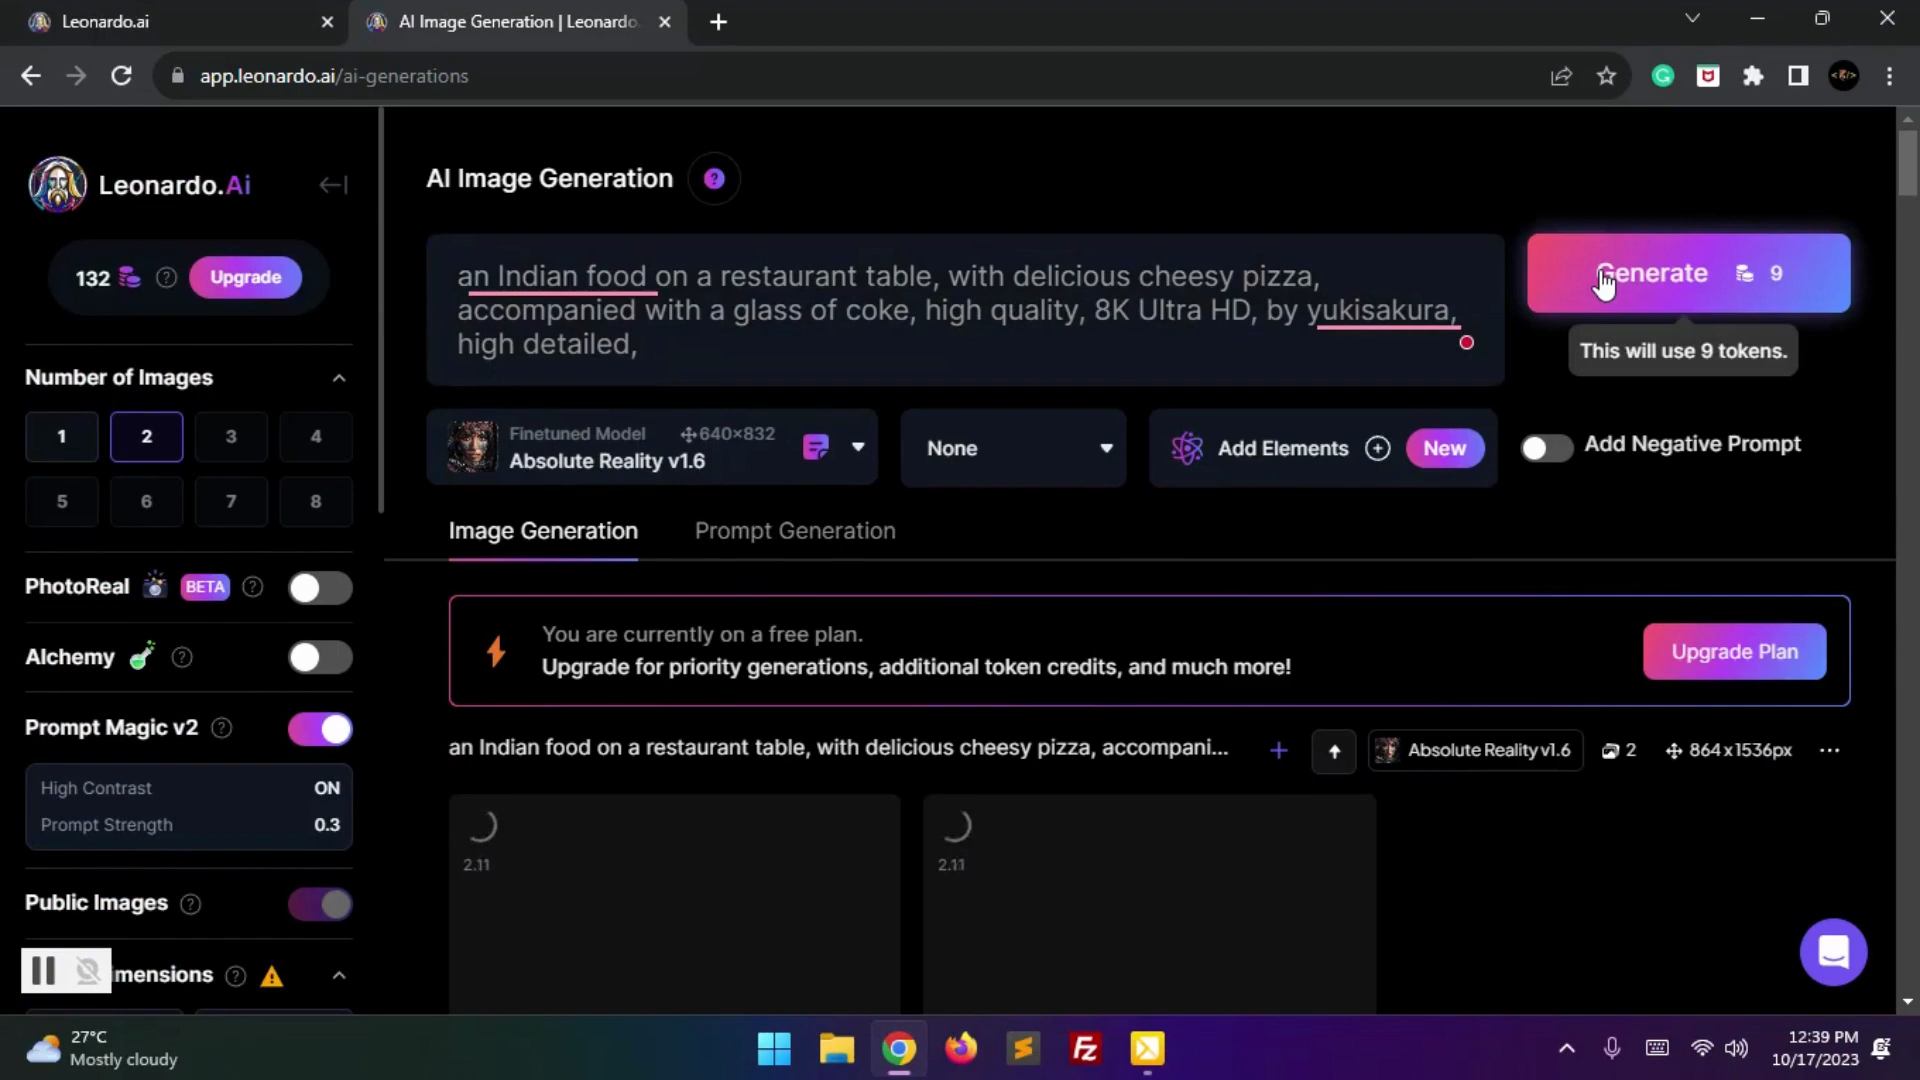 Leonardo.ai
AI Image Generation | Leonardo.
app.leonardo.ai/ai-generations
Leonardo.Ai
132
Upgrade
Number of Images
1 2 3 4
5 6 7 8
PhotoReal BETA
Alchemy
Prompt Magic v2
High Contrast ON
Prompt Strength 0.3
Public Images
mensions
AI Image Generation
an Indian food on a restaurant table, with delicious cheesy pizza,
accompanied with a glass of coke, high quality, 8K Ultra HD, by yukisakura,
high detailed,
Generate 9
This will use 9 tokens.
Finetuned Model 640×832
Absolute Reality v1.6
None
Add Elements New
Add Negative Prompt
Image Generation
Prompt Generation
You are currently on a free plan.
Upgrade for priority generations, additional token credits, and much more!
Upgrade Plan
an Indian food on a restaurant table, with delicious cheesy pizza, accompani...
Absolute Reality v1.6
2
864x1536px
2.11
2.11
27°C
Mostly cloudy
12:39 PM
10/17/2023